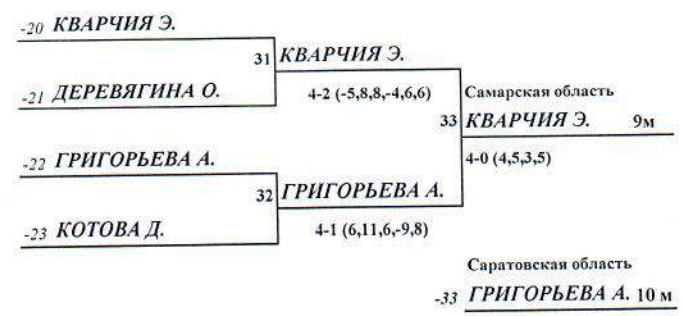 -20 КВАРЧИЯ Э.
31 КВАРЧИЯ Э.
-21 ДЕРЕВЯГИНА О.
4-2 (-5,8,8,-4,6,6)
Самарская область
33 КВАРЧИЯ Э. 9м
4-0 (4,5,3,5)
-22 ГРИГОРЬЕВА А.
32 ГРИГОРЬЕВА А.
-23 КОТОВА Д.
4-1 (6,11,6,-9,8)
Саратовская область
-33 ГРИГОРЬЕВА А. 10 м